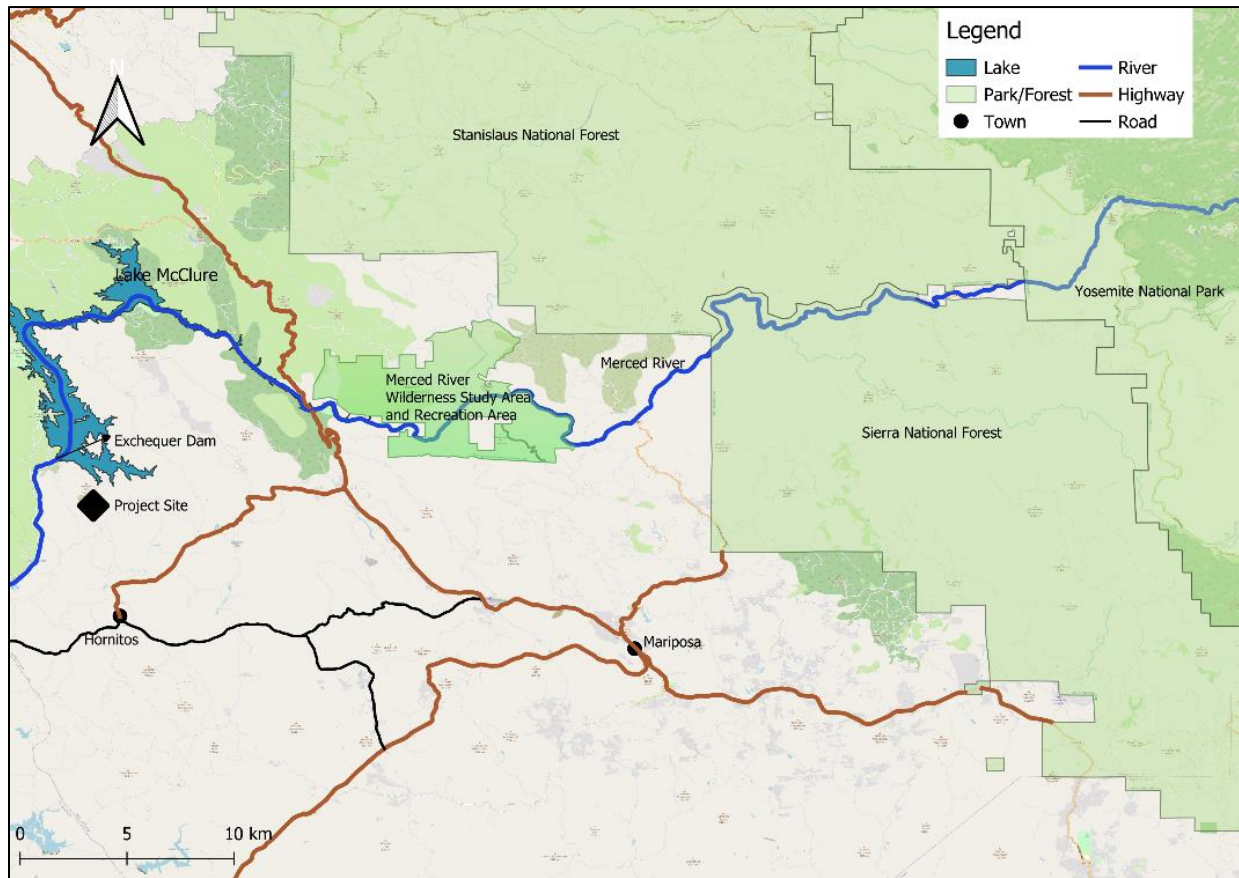 Legend
Lake
River
Park/Forest
Highway
Town
Road
N
Stanislaus National Forest
Lake McClure
Yosemite National Park
Merced River
Merced River
Wilderness Study Area
and Recreation Area
Sierra National Forest
Exchequer Dam
Project Site
Hornitos
Mariposa
0 5 10 km